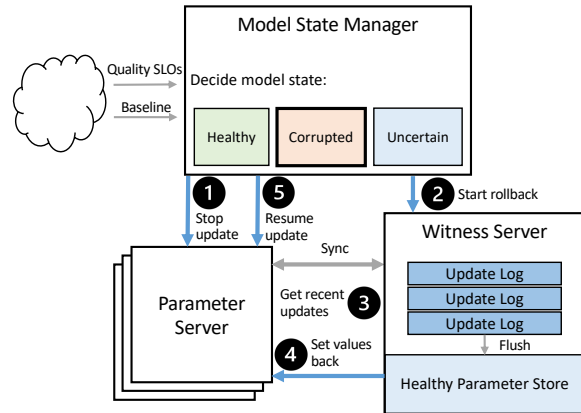 Model State Manager
Quality SLOs
Baseline
Decide model state:
Healthy
Corrupted
Uncertain
1
Stop
update
5
Resume
update
2
Start rollback
Parameter
Server
Sync
Get recent
updates
3
4
Set values
back
Witness Server
Update Log
Update Log
Update Log
Flush
Healthy Parameter Store